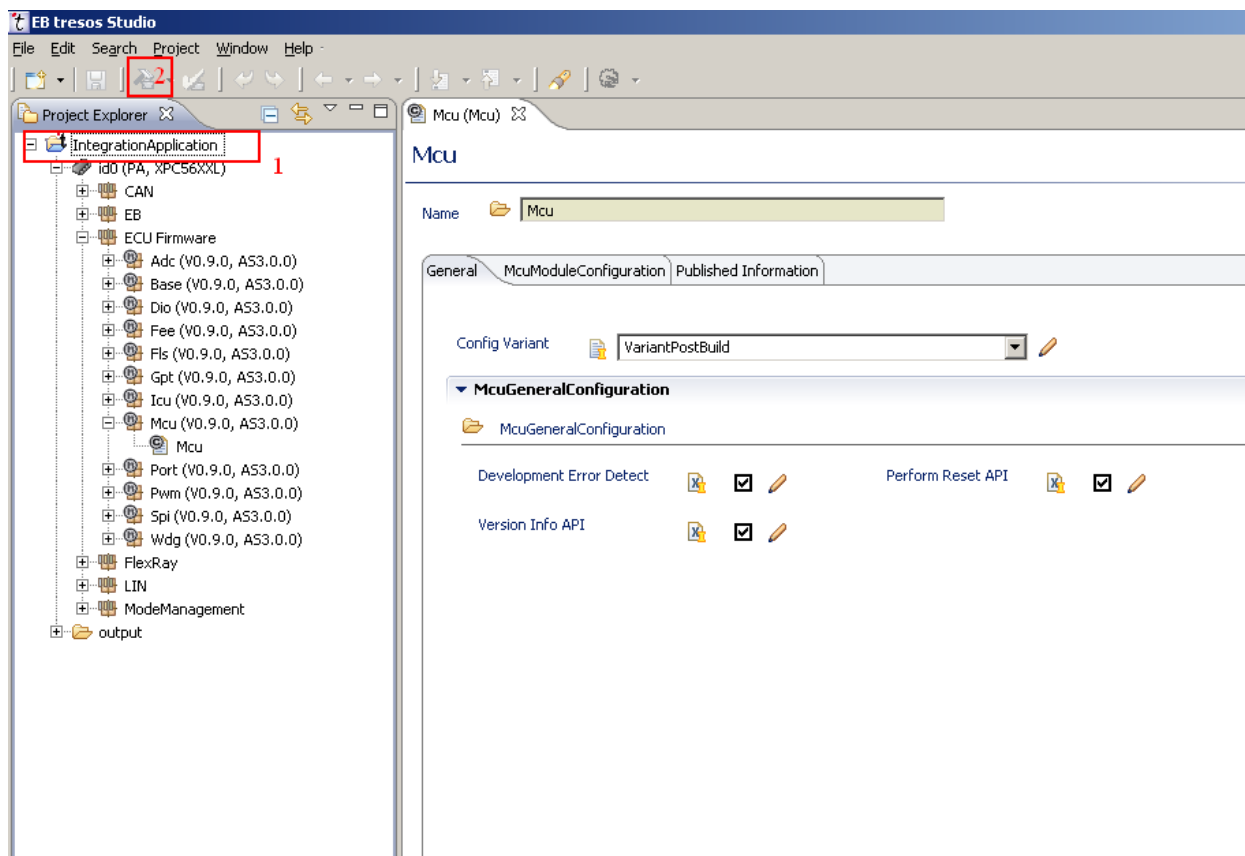 EB tresos Studio
File Edit Search Project Window Help
2
Project Explorer
Mcu (Mcu)
IntegrationApplication
1
Mcu
id0 (PA, XPC56XXL)
CAN
Name Mcu
EB
ECU Firmware
Adc (V0.9.0, AS3.0.0)
General McuModuleConfiguration Published Information
Base (V0.9.0, AS3.0.0)
Dio (V0.9.0, AS3.0.0)
Fee (V0.9.0, AS3.0.0)
Config Variant VariantPostBuild
Fls (V0.9.0, AS3.0.0)
Gpt (V0.9.0, AS3.0.0)
McuGeneralConfiguration
Icu (V0.9.0, AS3.0.0)
Mcu (V0.9.0, AS3.0.0)
McuGeneralConfiguration
Mcu
Port (V0.9.0, AS3.0.0)
Development Error Detect Perform Reset API
Pwm (V0.9.0, AS3.0.0)
Spi (V0.9.0, AS3.0.0)
Version Info API
Wdg (V0.9.0, AS3.0.0)
FlexRay
LIN
ModeManagement
output